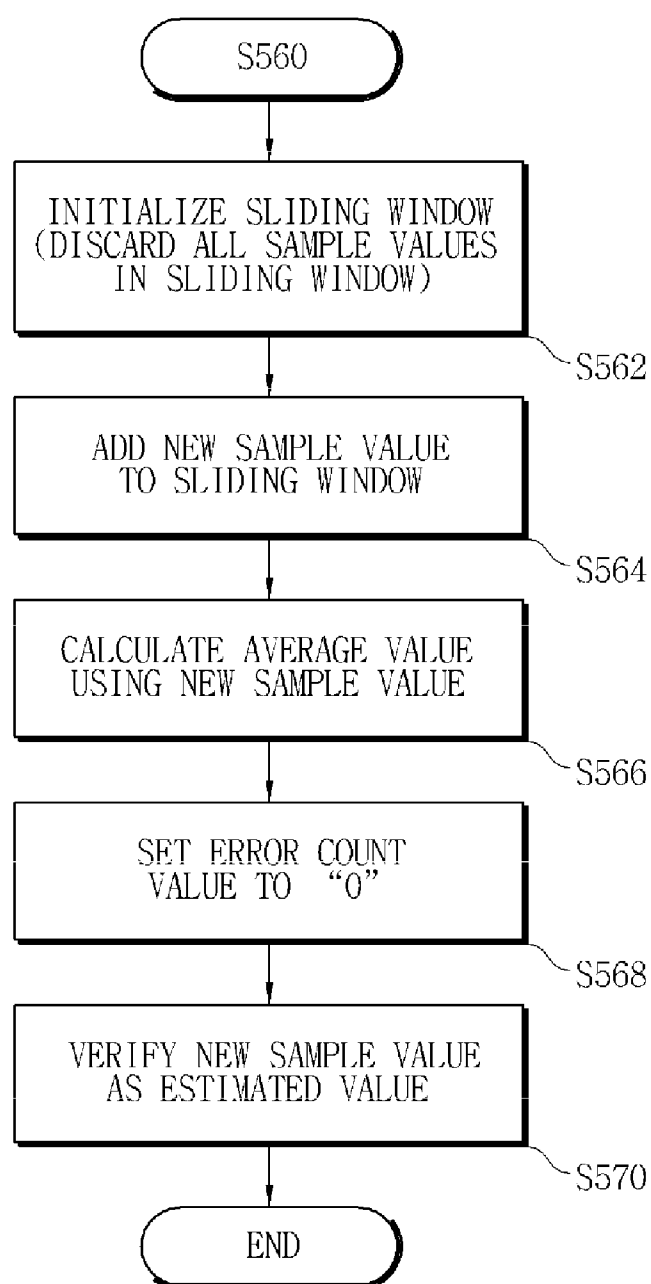 S560
INITIALIZE SLIDING WINDOW
(DISCARD ALL SAMPLE VALUES
IN SLIDING WINDOW)
S562
ADD NEW SAMPLE VALUE
TO SLIDING WINDOW
S564
CALCULATE AVERAGE VALUE
USING NEW SAMPLE VALUE
S566
SET ERROR COUNT
VALUE TO “0”
S568
VERIFY NEW SAMPLE VALUE
AS ESTIMATED VALUE
S570
END